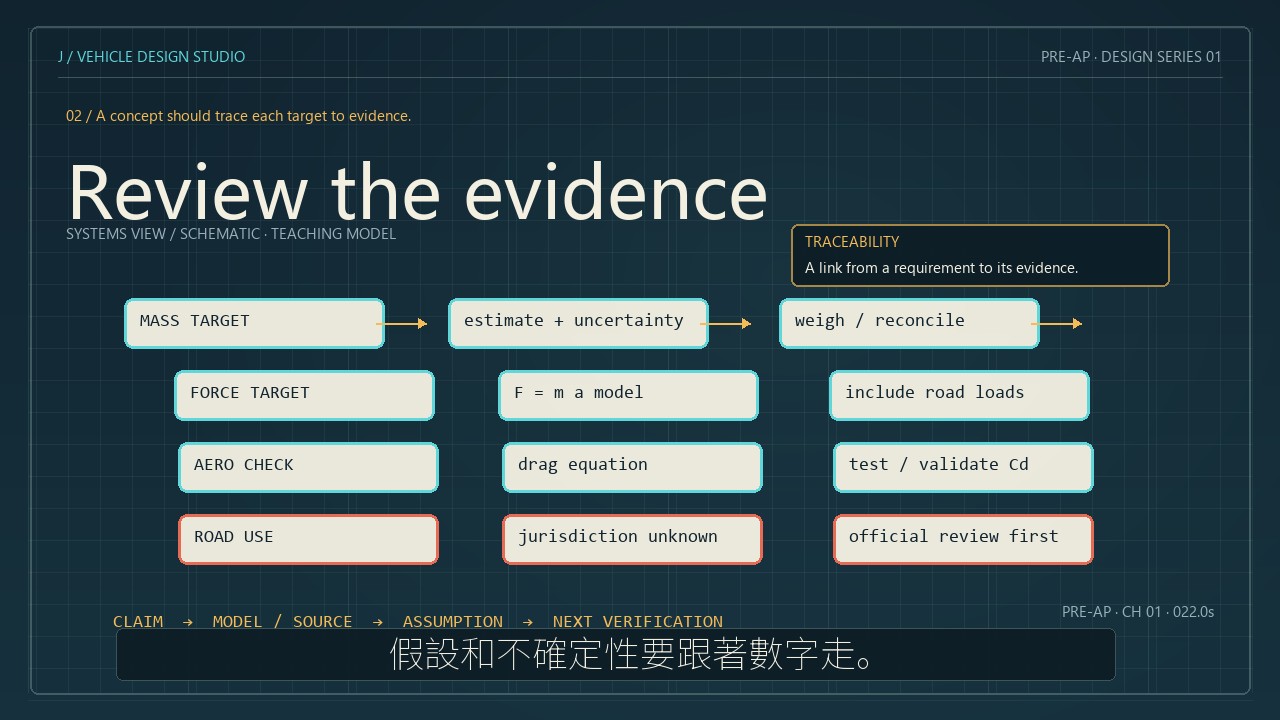 J / VEHICLE DESIGN STUDIO
PRE-AP · DESIGN SERIES 01
02 / A concept should trace each target to evidence.
Review the evidence
SYSTEMS VIEW / SCHEMATIC · TEACHING MODEL
TRACEABILITY
A link from a requirement to its evidence.
MASS TARGET
estimate + uncertainty
weigh / reconcile
FORCE TARGET
F = m a model
include road loads
AERO CHECK
drag equation
test / validate Cd
ROAD USE
jurisdiction unknown
official review first
PRE-AP · CH 01 · 022.0s
CLAIM → MODEL / SOURCE → ASSUMPTION → NEXT VERIFICATION
假設和不確定性要跟著數字走。